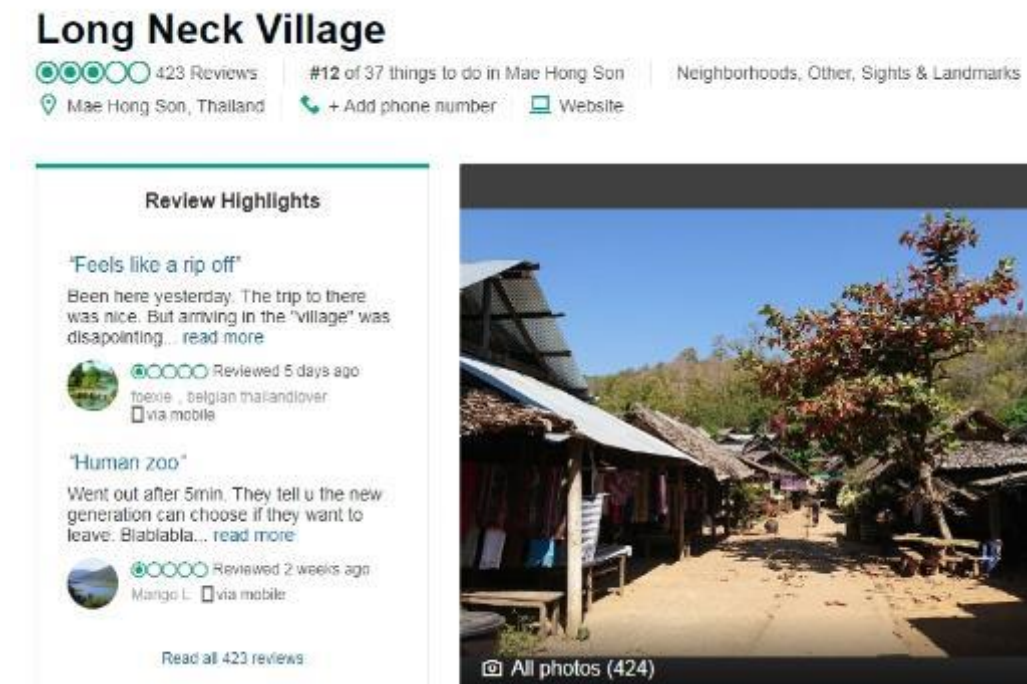 Long Neck Village
423 Reviews #12 of 37 things to do in Mae Hong Son Neighborhoods, Other, Sights & Landmarks
Mae Hong Son, Thailand + Add phone number Website
Review Highlights
"Feels like a rip off"
Been here yesterday. The trip to there
was nice. But arriving in the "village" was
disapointing... read more
Reviewed 5 days ago
foexie , belgian thailandlover
via mobile
"Human zoo"
Went out after 5min. They tell u the new
generation can choose if they want to
leave. Blablabla... read more
Reviewed 2 weeks ago
Margo L via mobile
Read all 423 reviews
All photos (424)